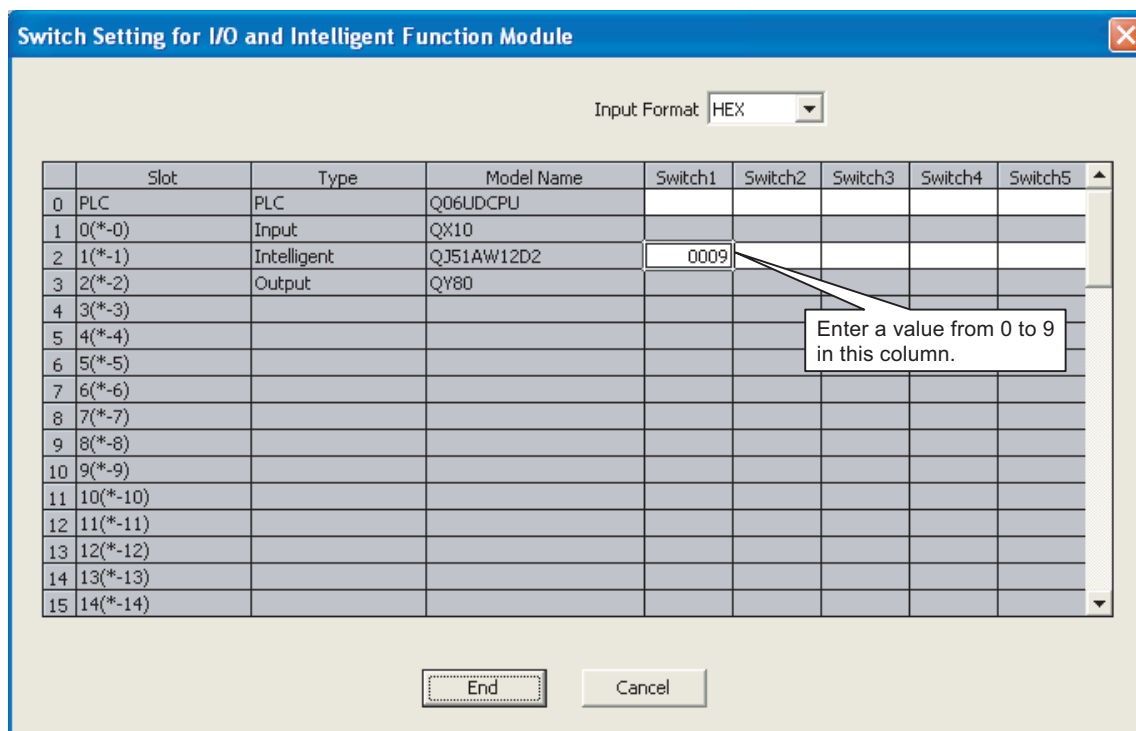 Switch Setting for I/O and Intelligent Function Module
Input Format HEX
Slot Type Model Name Switch1 Switch2 Switch3 Switch4 Switch5
0 PLC PLC Q06UDCPU
1 0(*-0) Input QX10
2 1(*-1) Intelligent QJ51AW12D2 0009
3 2(*-2) Output QY80
4 3(*-3)
5 4(*-4)
Enter a value from 0 to 9
in this column.
6 5(*-5)
7 6(*-6)
8 7(*-7)
9 8(*-8)
10 9(*-9)
11 10(*-10)
12 11(*-11)
13 12(*-12)
14 13(*-13)
15 14(*-14)
End Cancel